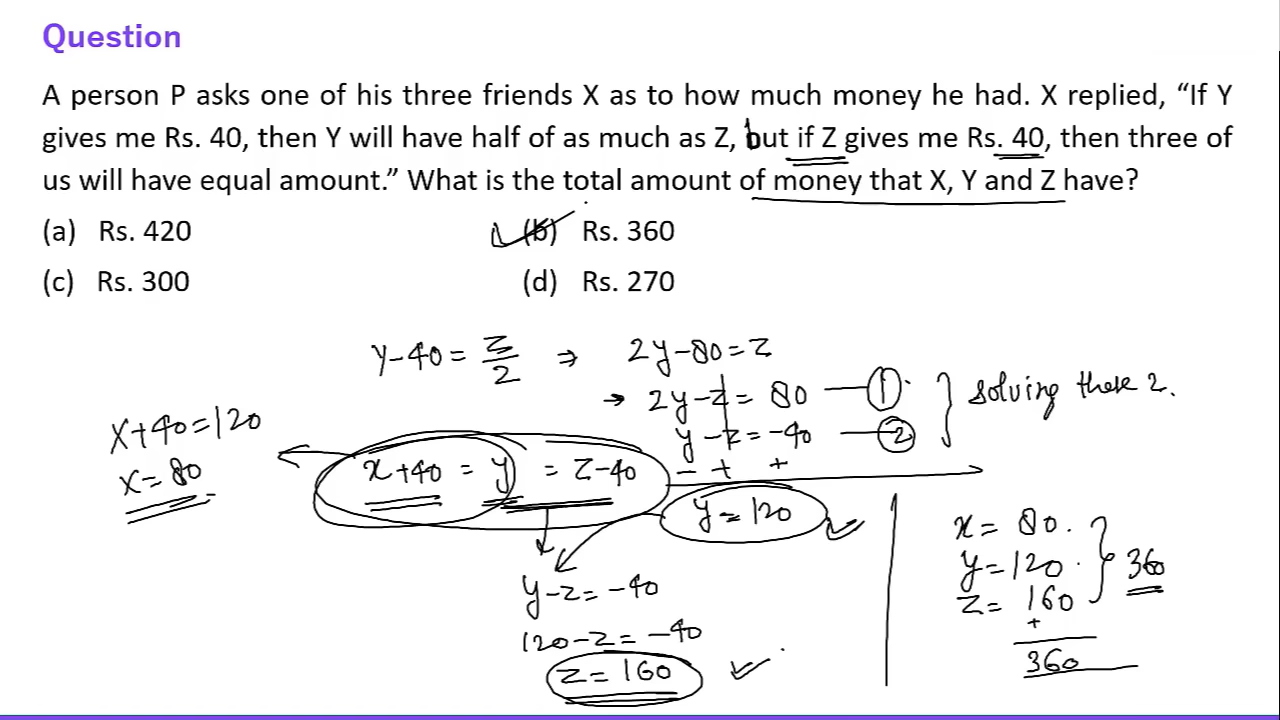 Question
A person P asks one of his three friends X as to how much money he had. X replied, “If Y
gives me Rs. 40, then Y will have half of as much as Z, but if Z gives me Rs. 40, then three of
us will have equal amount.” What is the total amount of money that X, Y and Z have?
(a) Rs. 420
(b) Rs. 360
(c) Rs. 300
(d) Rs. 270
y-40 = z/2 ⇒ 2y-80=z
→ 2y-z = 80 — ①
y-z = -40 — ②
- + +
} solving these 2.
x+40=120
x=80
x+40 = y = z-40
y=120
y-z=-40
120-z=-40
z=160
x= 80.
y=120.
z= 160
} 360
+
360